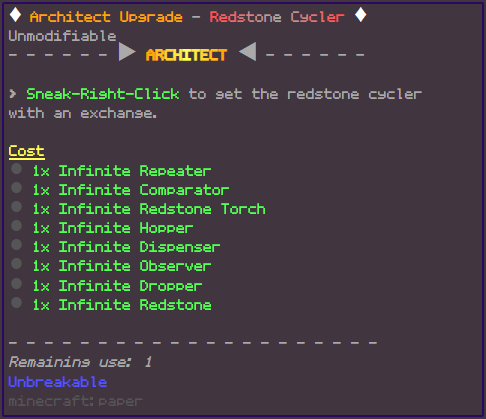 ♦ Architect Upgrade - Redstone Cycler ♦
Unmodifiable
- - - - - - ▶ ARCHITECT ◀ - - - - - -
> Sneak-Right-Click to get the redstone cycler
with an exchange.
Cost
● 1x Infinite Repeater
● 1x Infinite Comparator
● 1x Infinite Redstone Torch
● 1x Infinite Hopper
● 1x Infinite Dispenser
● 1x Infinite Observer
● 1x Infinite Dropper
● 1x Infinite Redstone
- - - - - - - - - - - - - - - - - - - - - -
Remaining use: 1
Unbreakable
minecraft:paper